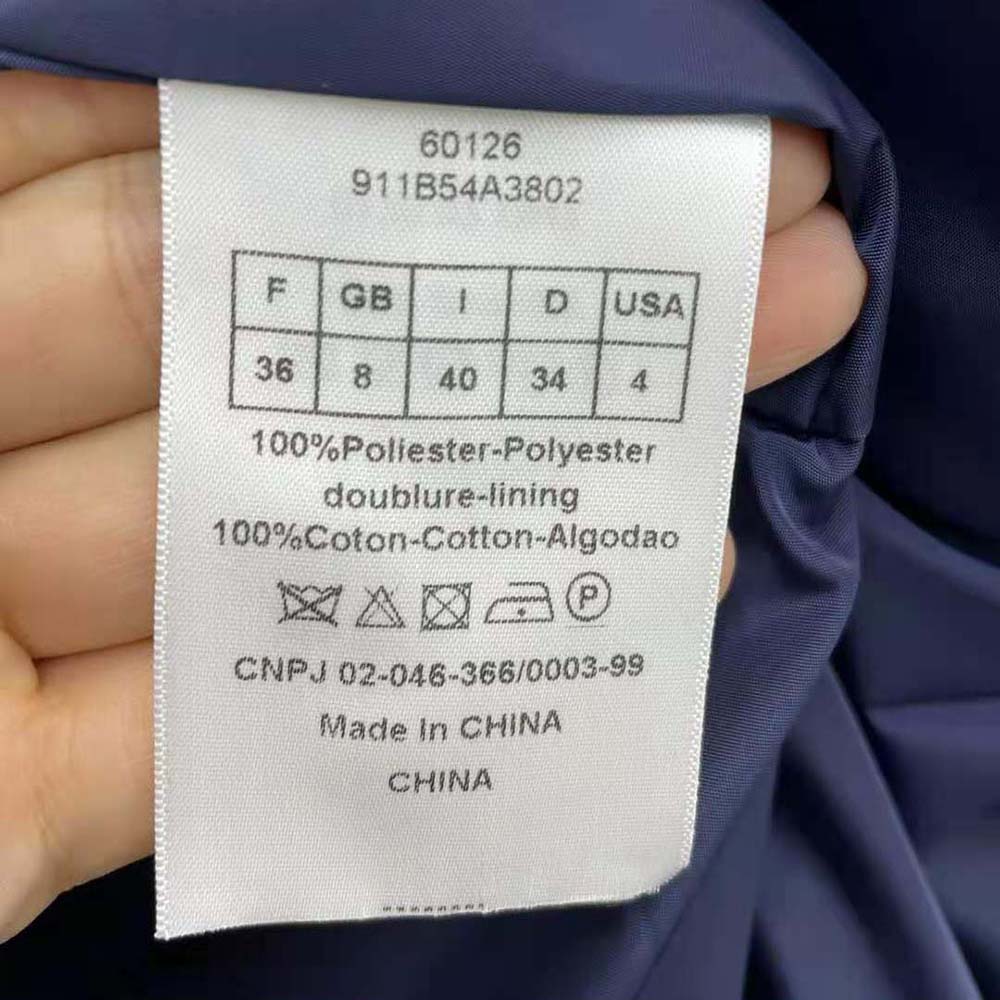 60126
911B54A3802
F GB I D USA
36 8 40 34 4
100%Poliester-Polyester
doublure-lining
100%Coton-Cotton-Algodao
P
CNPJ 02-046-366/0003-99
Made In CHINA
CHINA